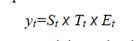 yₜ=Sₜ x Tₜ x Eₜ